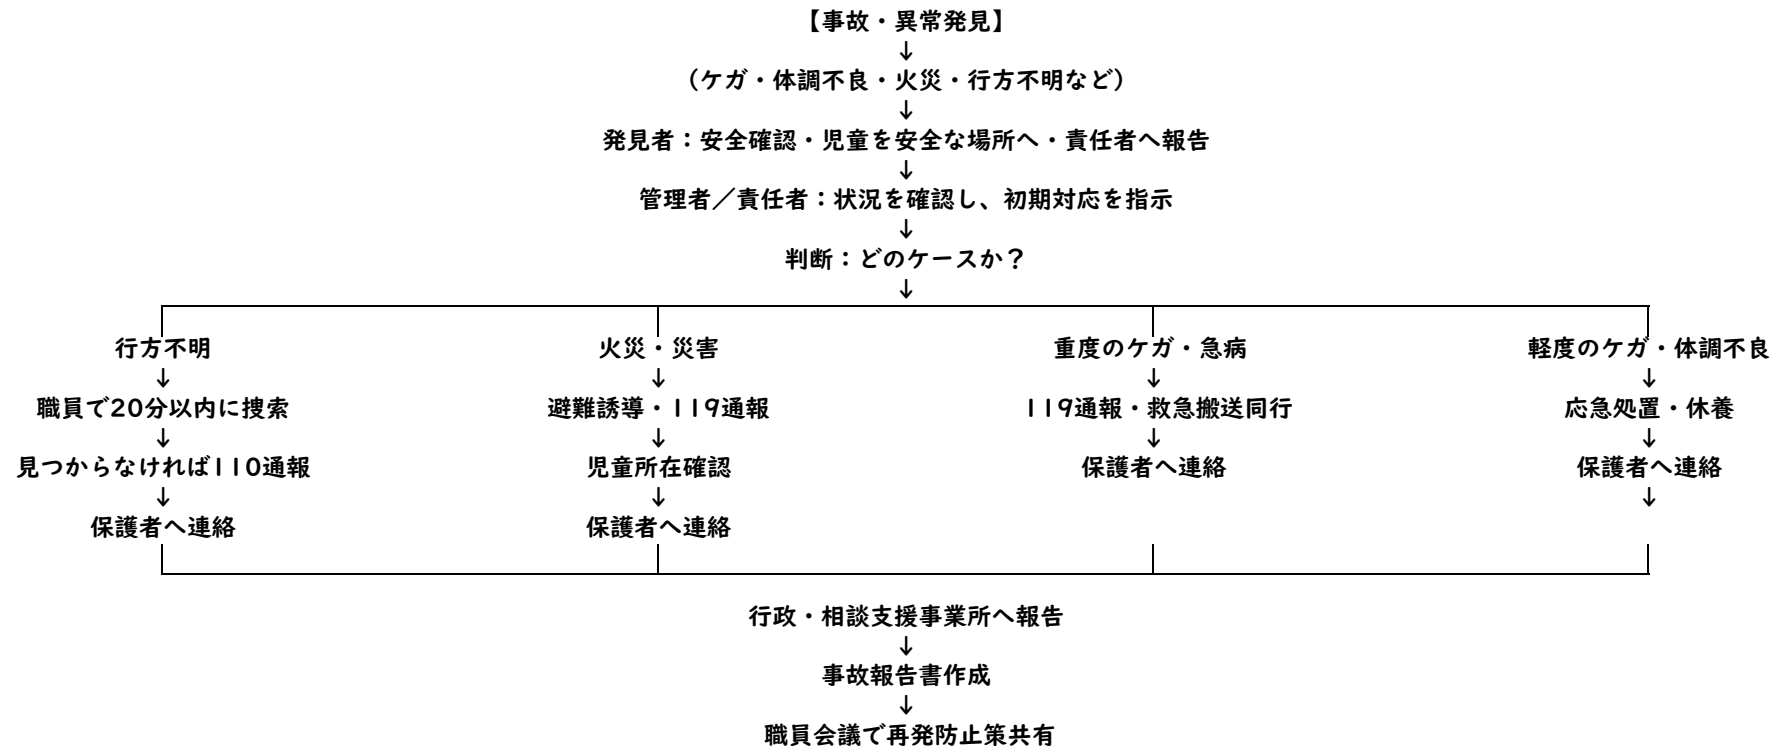 【事故・異常発見】
↓
（ケガ・体調不良・火災・行方不明など）
↓
発見者：安全確認・児童を安全な場所へ・責任者へ報告
↓
管理者／責任者：状況を確認し、初期対応を指示
↓
判断：どのケースか？
↓
行方不明
↓
職員で20分以内に捜索
↓
見つからなければ110通報
↓
保護者へ連絡
火災・災害
↓
避難誘導・119通報
↓
児童所在確認
↓
保護者へ連絡
重度のケガ・急病
↓
119通報・救急搬送同行
↓
保護者へ連絡
軽度のケガ・体調不良
↓
応急処置・休養
↓
保護者へ連絡
↓
行政・相談支援事業所へ報告
↓
事故報告書作成
↓
職員会議で再発防止策共有